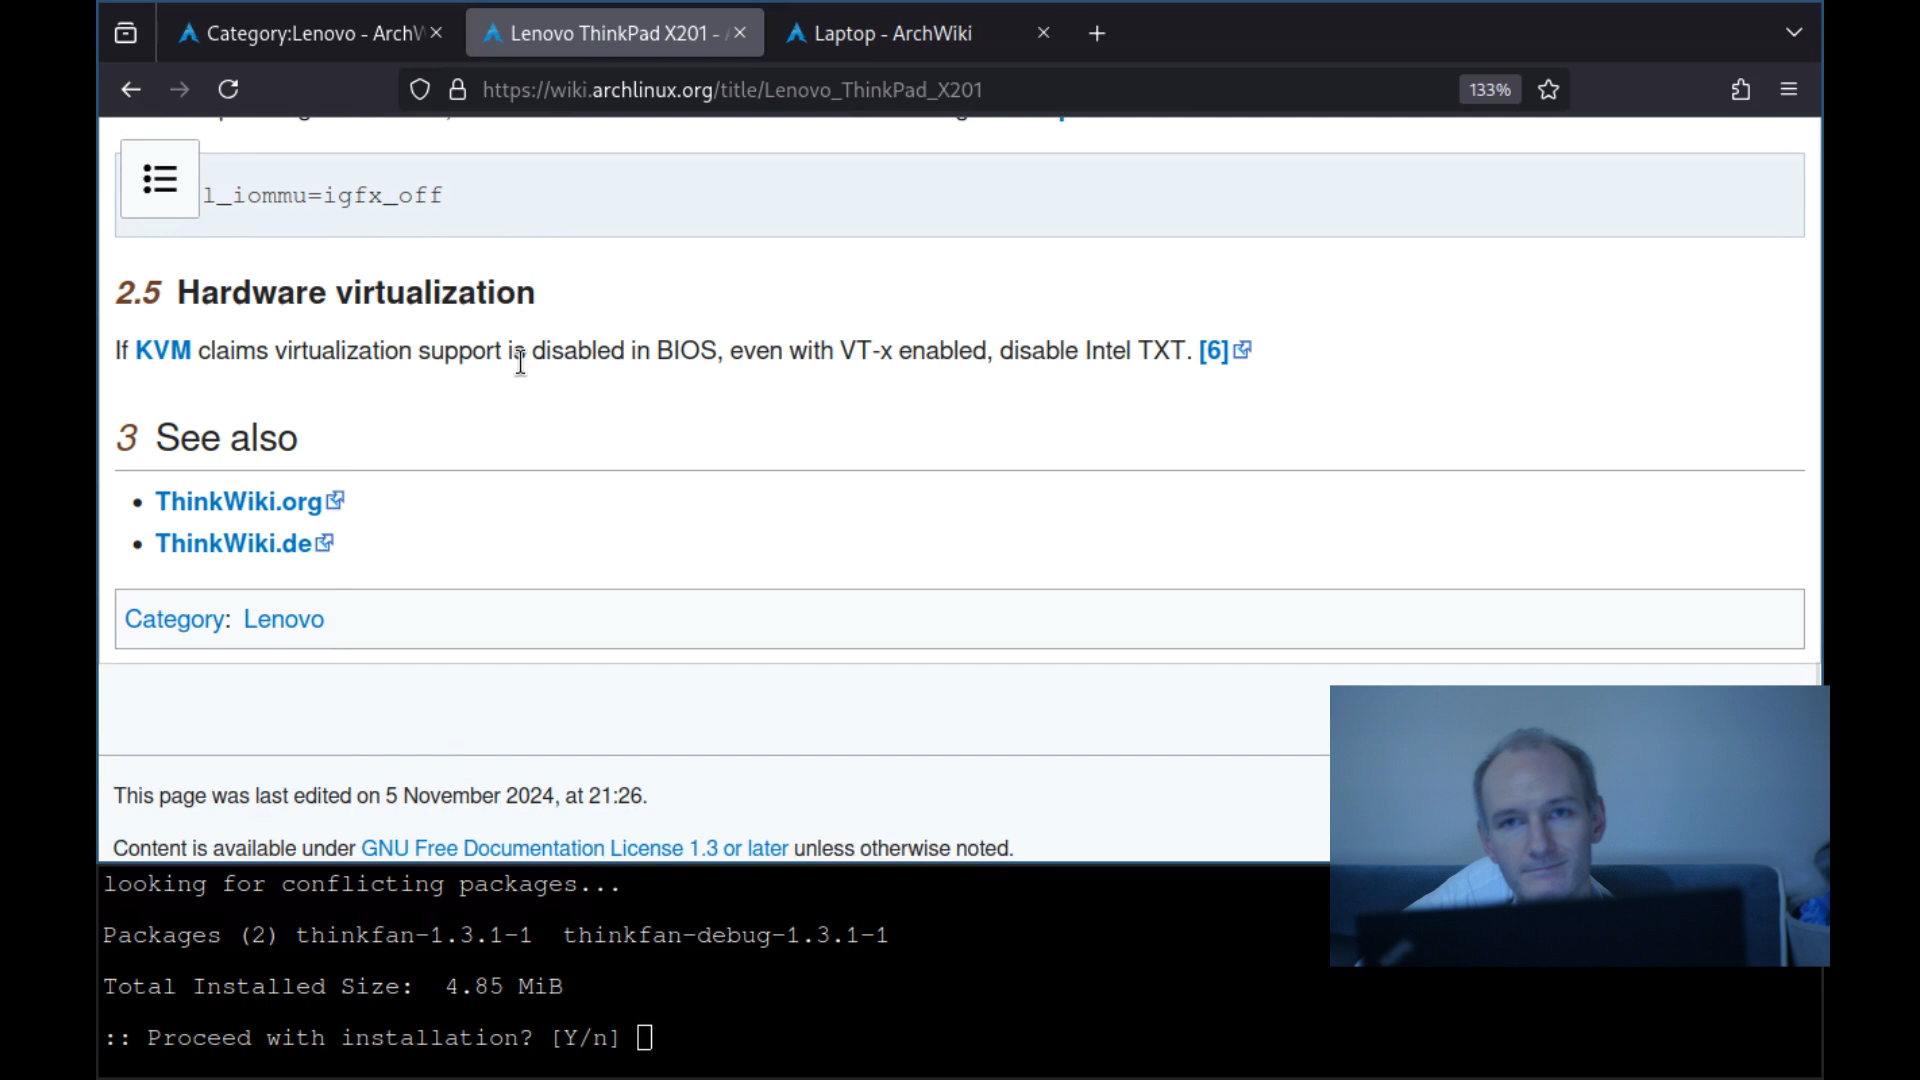 Category:Lenovo - ArchW
Lenovo ThinkPad X201 -
Laptop - ArchWiki
https://wiki.archlinux.org/title/Lenovo_ThinkPad_X201
133%
l_iommu=igfx_off
2.5 Hardware virtualization
If KVM claims virtualization support is disabled in BIOS, even with VT-x enabled, disable Intel TXT. [6]
3 See also
ThinkWiki.org
ThinkWiki.de
Category: Lenovo
This page was last edited on 5 November 2024, at 21:26.
Content is available under GNU Free Documentation License 1.3 or later unless otherwise noted.
looking for conflicting packages...
Packages (2) thinkfan-1.3.1-1 thinkfan-debug-1.3.1-1
Total Installed Size: 4.85 MiB
:: Proceed with installation? [Y/n]